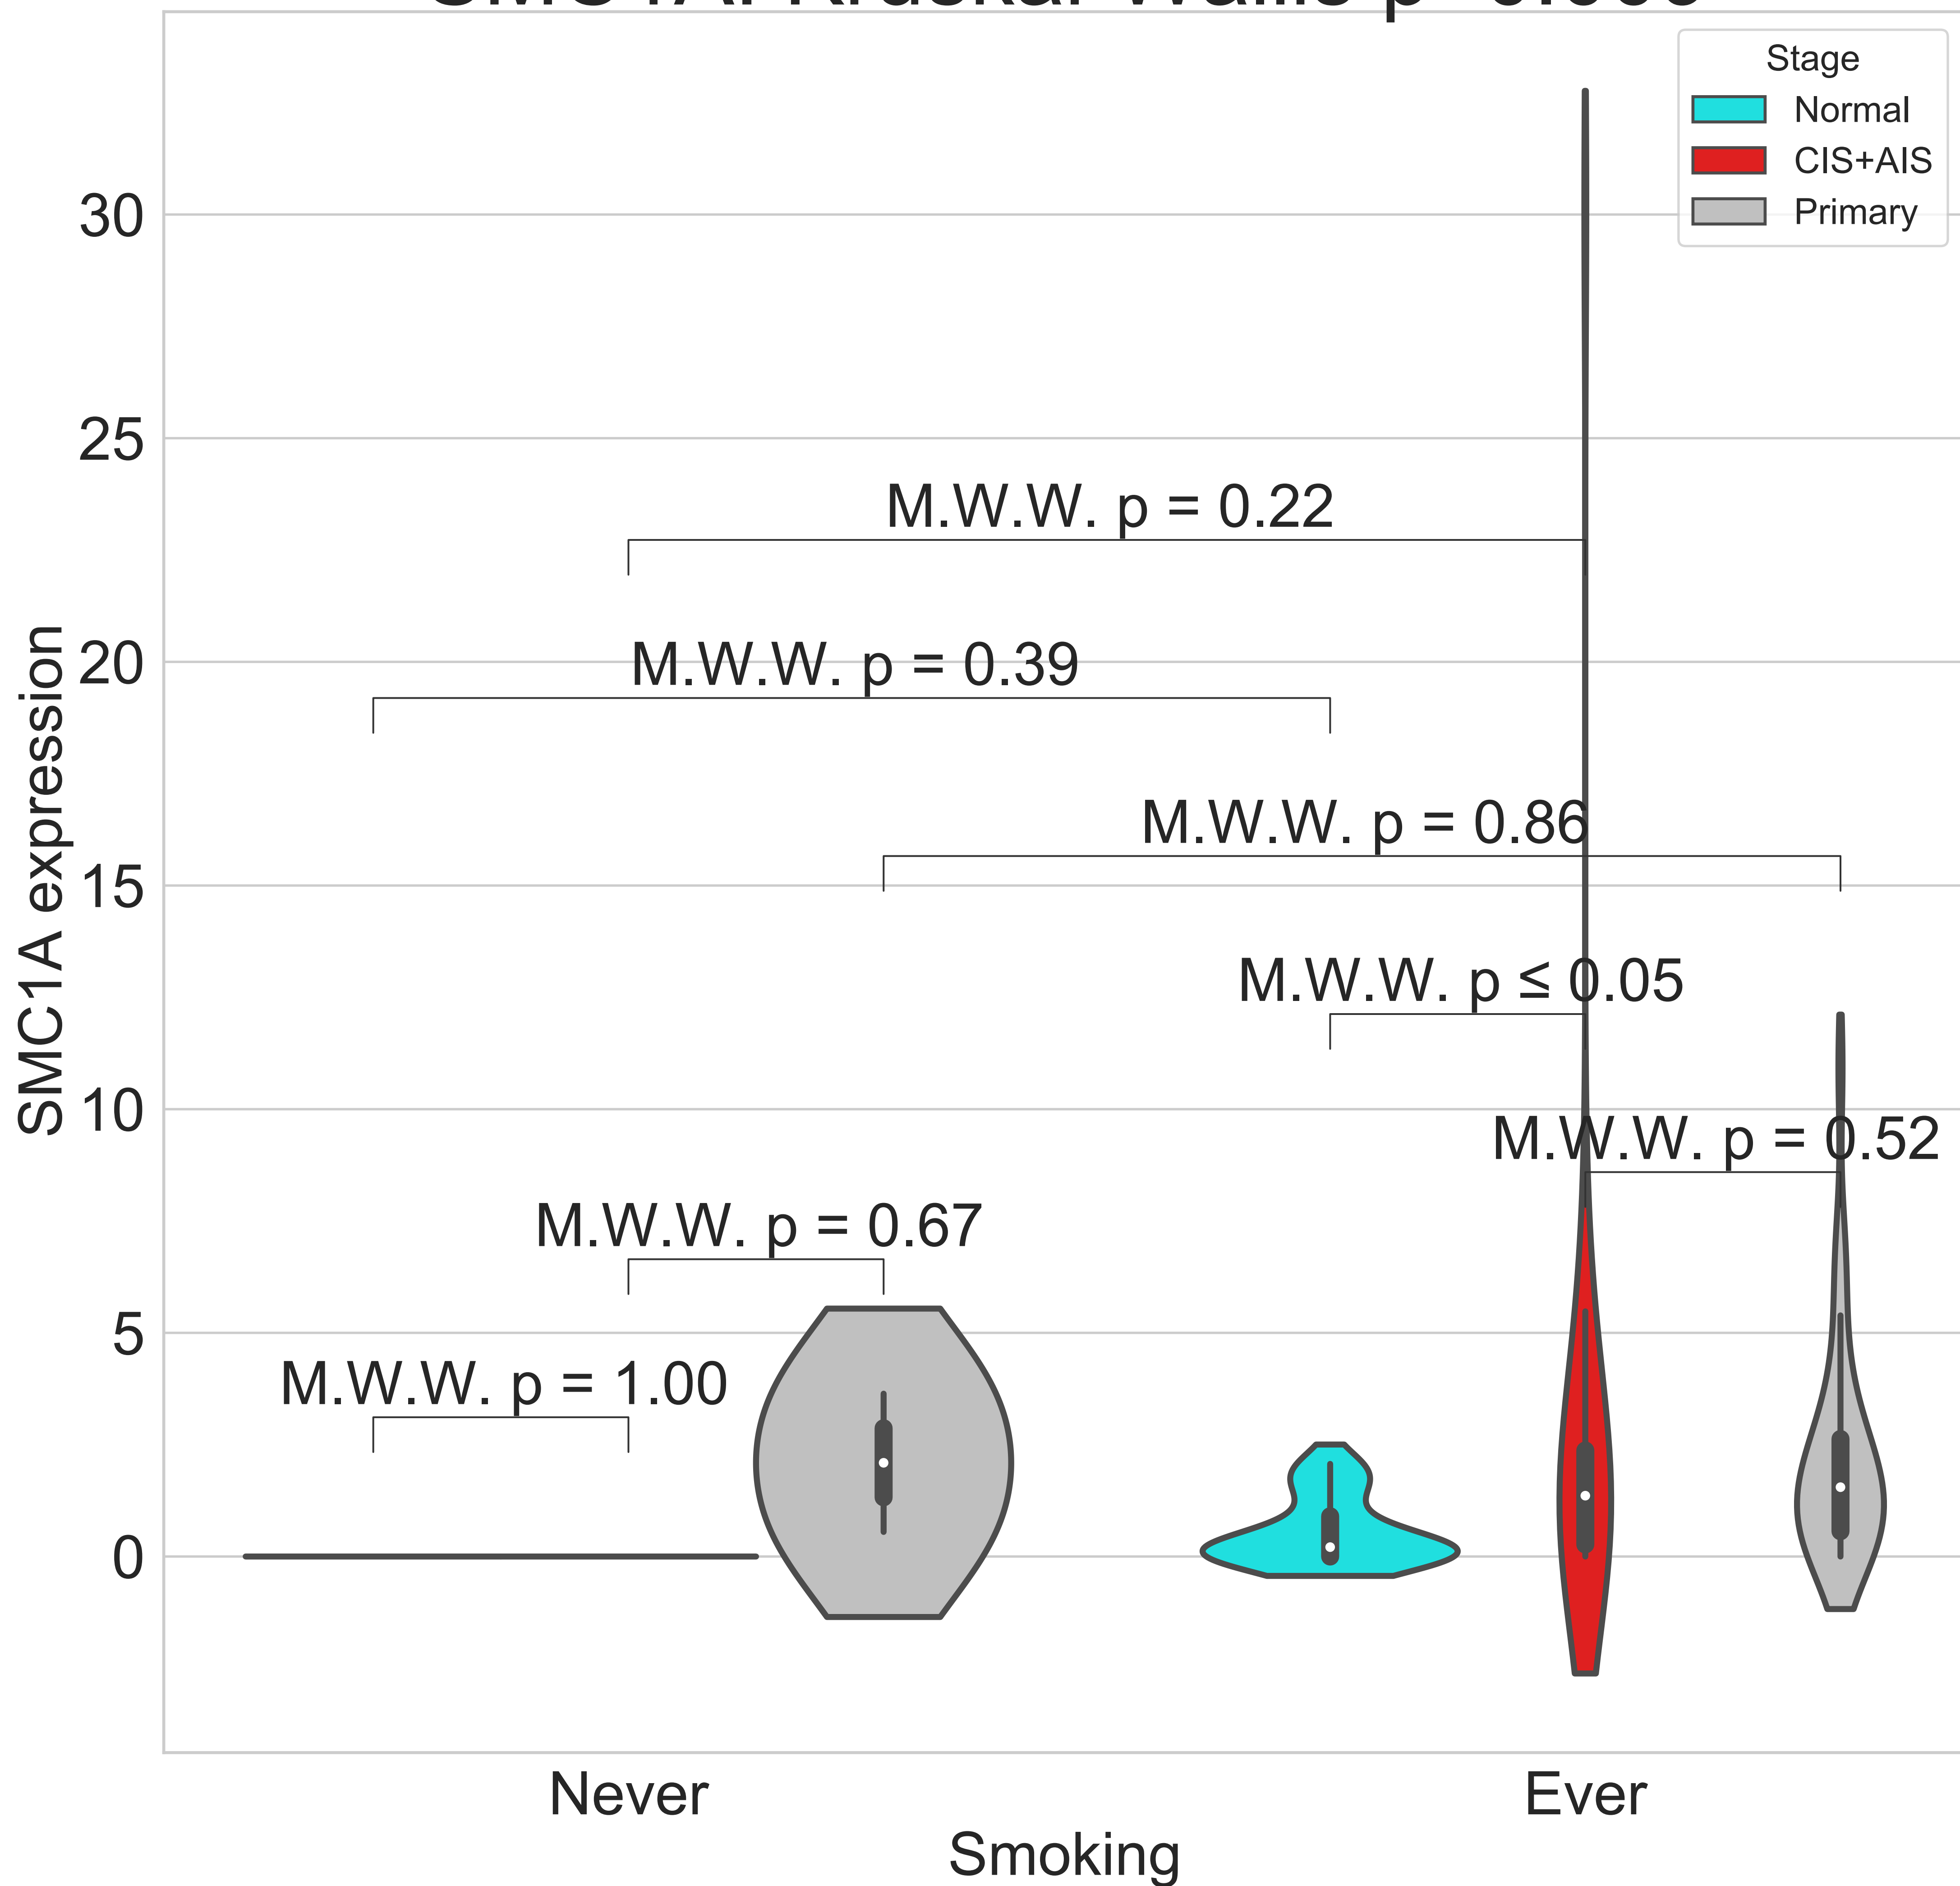 Stage
Normal
CIS+AIS
Primary
30
25
20
15
10
5
0
SMC1A expression
M.W.W. p = 0.22
M.W.W. p = 0.39
M.W.W. p = 0.86
M.W.W. p ≤ 0.05
M.W.W. p = 0.52
M.W.W. p = 0.67
M.W.W. p = 1.00
Never
Ever
Smoking